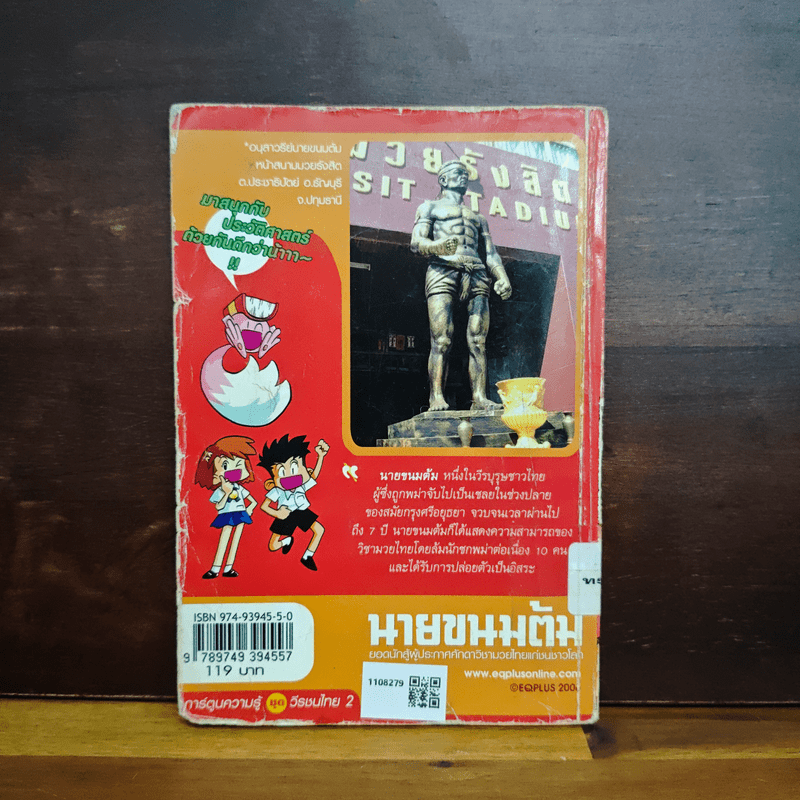 *อนุสาวรีย์นายขนมต้ม
หน้าสนามมวยรังสิต
ต.ประชาธิปัตย์ อ.ธัญบุรี
จ.ปทุมธานี
มวยรังสิต
SIT STADIU
มาสนุกกับ
ประวัติศาสตร์
ด้วยกันดีกว่าน้าาา~
!!
นายขนมต้ม หนึ่งในวีรบุรุษชาวไทย
ผู้ซึ่งถูกพม่าจับไปเป็นเชลยในช่วงปลาย
ของสมัยกรุงศรีอยุธยา จวบจนเวลาผ่านไป
ถึง 7 ปี นายขนมต้มก็ได้แสดงความสามารถของ
วิชามวยไทยโดยล้มนักชกพม่าต่อเนื่อง 10 คน
และได้รับการปล่อยตัวเป็นอิสระ
ISBN 974-93945-5-0
9 789749 394557
119 บาท
นายขนมต้ม
ยอดนักสู้ผู้ประกาศศักดาวิชามวยไทยแก่ชนชาวโลก
www.eqplusonline.com
©EQPLUS 200
1108279
การ์ตูนความรู้ ชุด วีรชนไทย 2